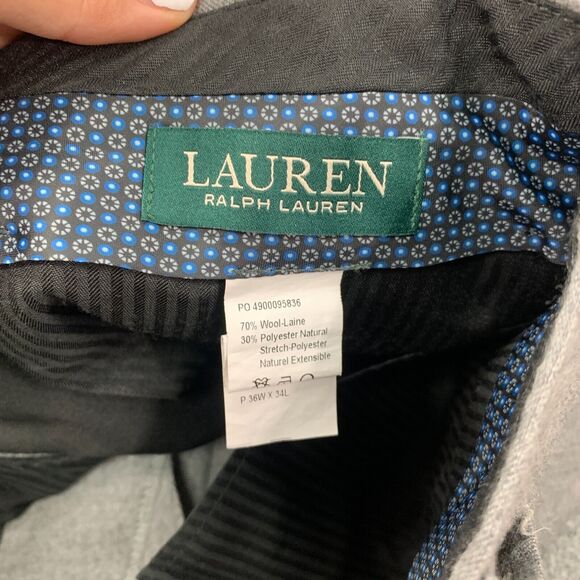 LAUREN
RALPH LAUREN
PO 4900095836
70% Wool-Laine
30% Polyester Natural
Stretch-Polyester
Naturel Extensible
P 36W X 34L